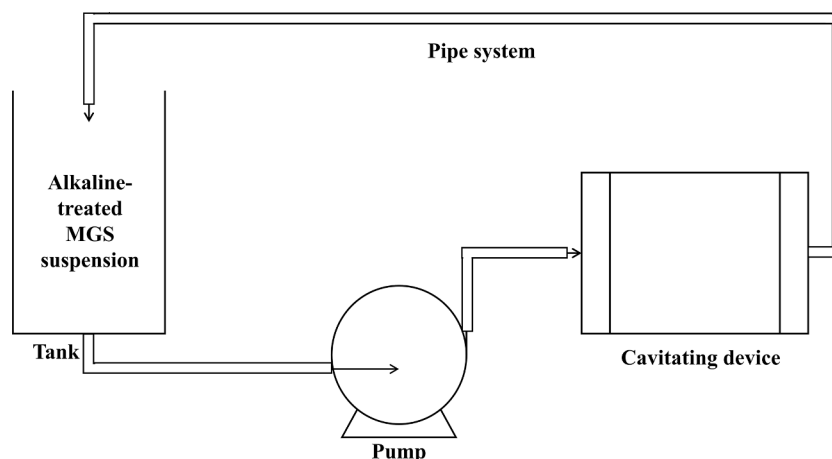 Pipe system
Alkaline-
treated
MGS
suspension
Tank
Cavitating device
Pump